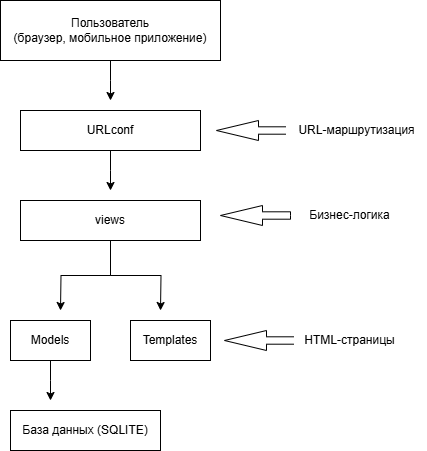 Пользователь
(браузер, мобильное приложение)
URLconf
URL-маршрутизация
views
Бизнес-логика
Models
Templates
HTML-страницы
База данных (SQLITE)